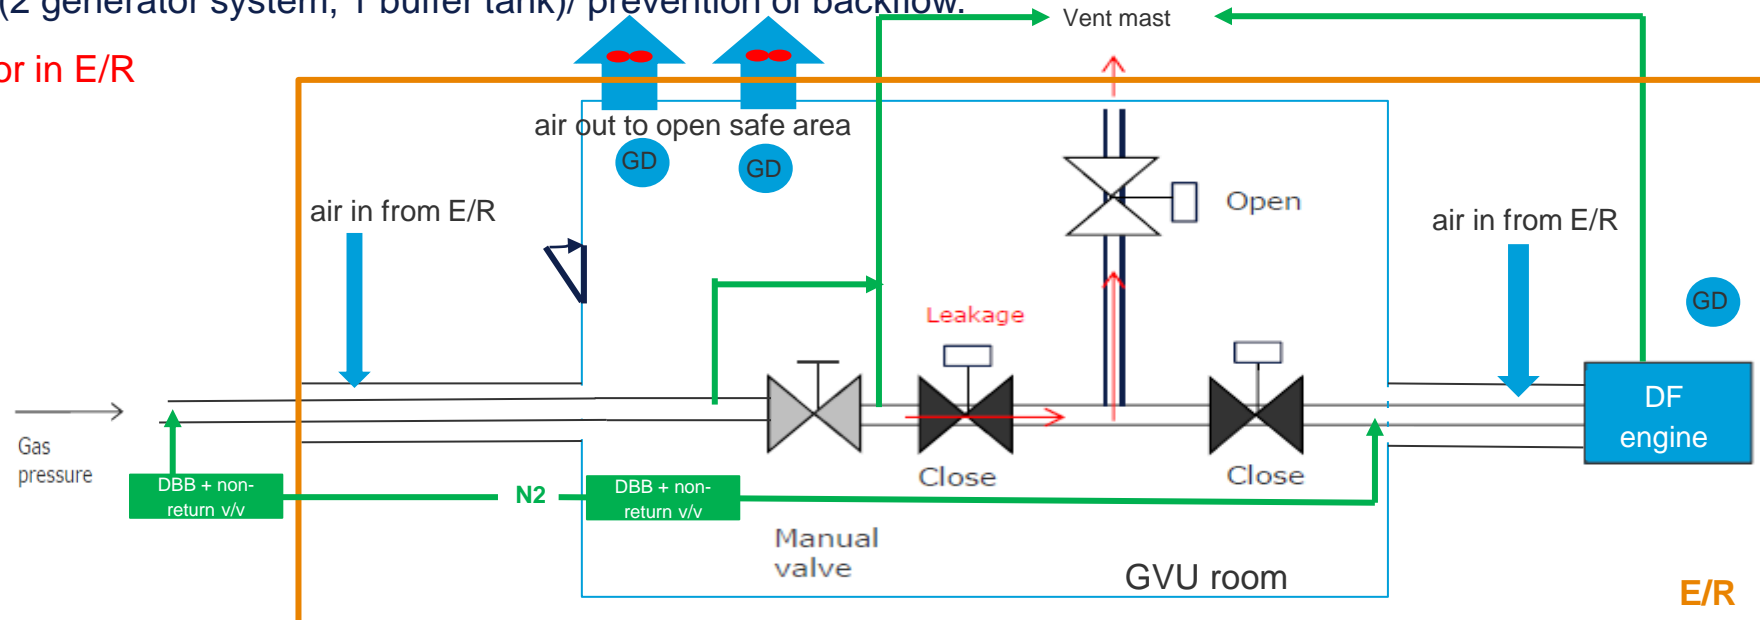 (2 generator system, 1 buffer tank)/ prevention of backflow.
or in E/R
Vent mast
air out to open safe area
GD
GD
air in from E/R
Open
air in from E/R
GD
Leakage
Gas
pressure
DF
engine
Close
Close
DBB + non-
return v/v
N2
DBB + non-
return v/v
Manual
valve
GVU room
E/R